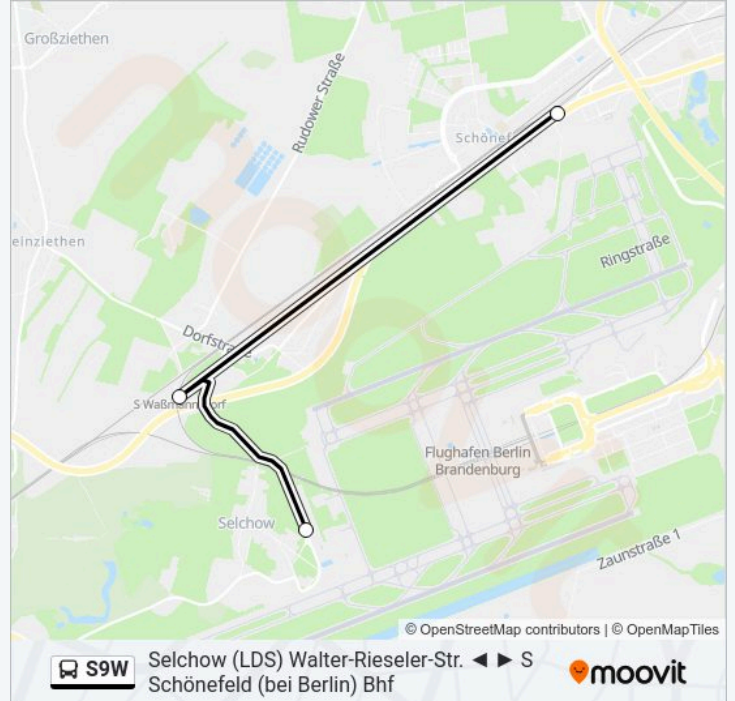 Großziethen
Rudower Straße
Schönef
einziethen
Ringstraße
Dorfstraße
S Waßmannsdorf
Flughafen Berlin
Brandenburg
Selchow
Zaunstraße 1
© OpenStreetMap contributors | © OpenMapTiles
S9W
Selchow (LDS) Walter-Rieseler-Str. ◄ ► S
Schönefeld (bei Berlin) Bhf
moovit